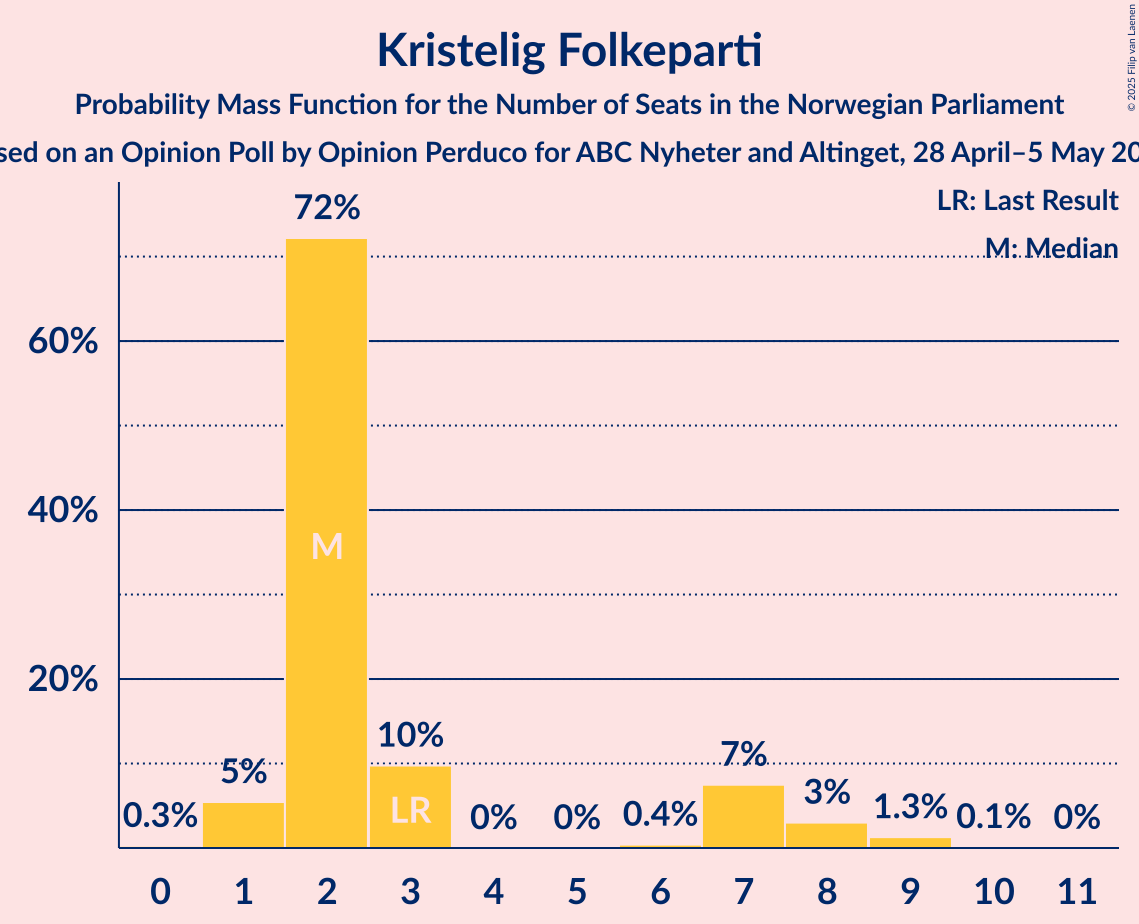 Kristelig Folkeparti
Probability Mass Function for the Number of Seats in the Norwegian Parliament
on an Opinion Poll by Opinion Perduco for ABC Nyheter and Altinget, 28 April–5 May
© 2025 Filip van Laenen
LR: Last Result
M: Median
60%
40%
20%
0.3%
5%
72%
10%
0%
0%
0.4%
7%
3%
1.3%
0.1%
0%
M
LR
0 1 2 3 4 5 6 7 8 9 10 11